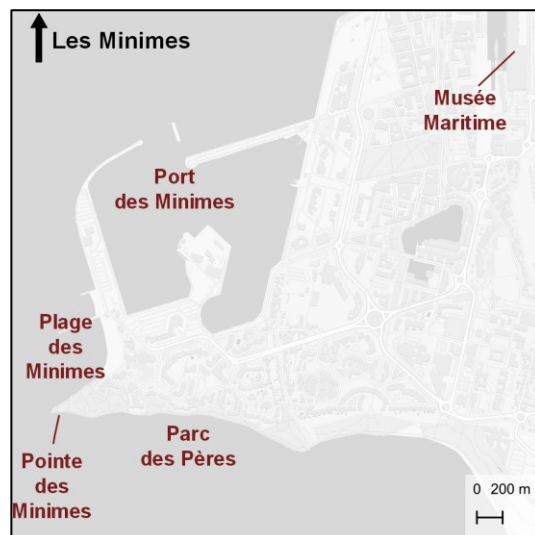 Les Minimes
Musée
Maritime
Port
des Minimes
Plage
des
Minimes
Parc
des Pères
Pointe
des
Minimes
0 200 m